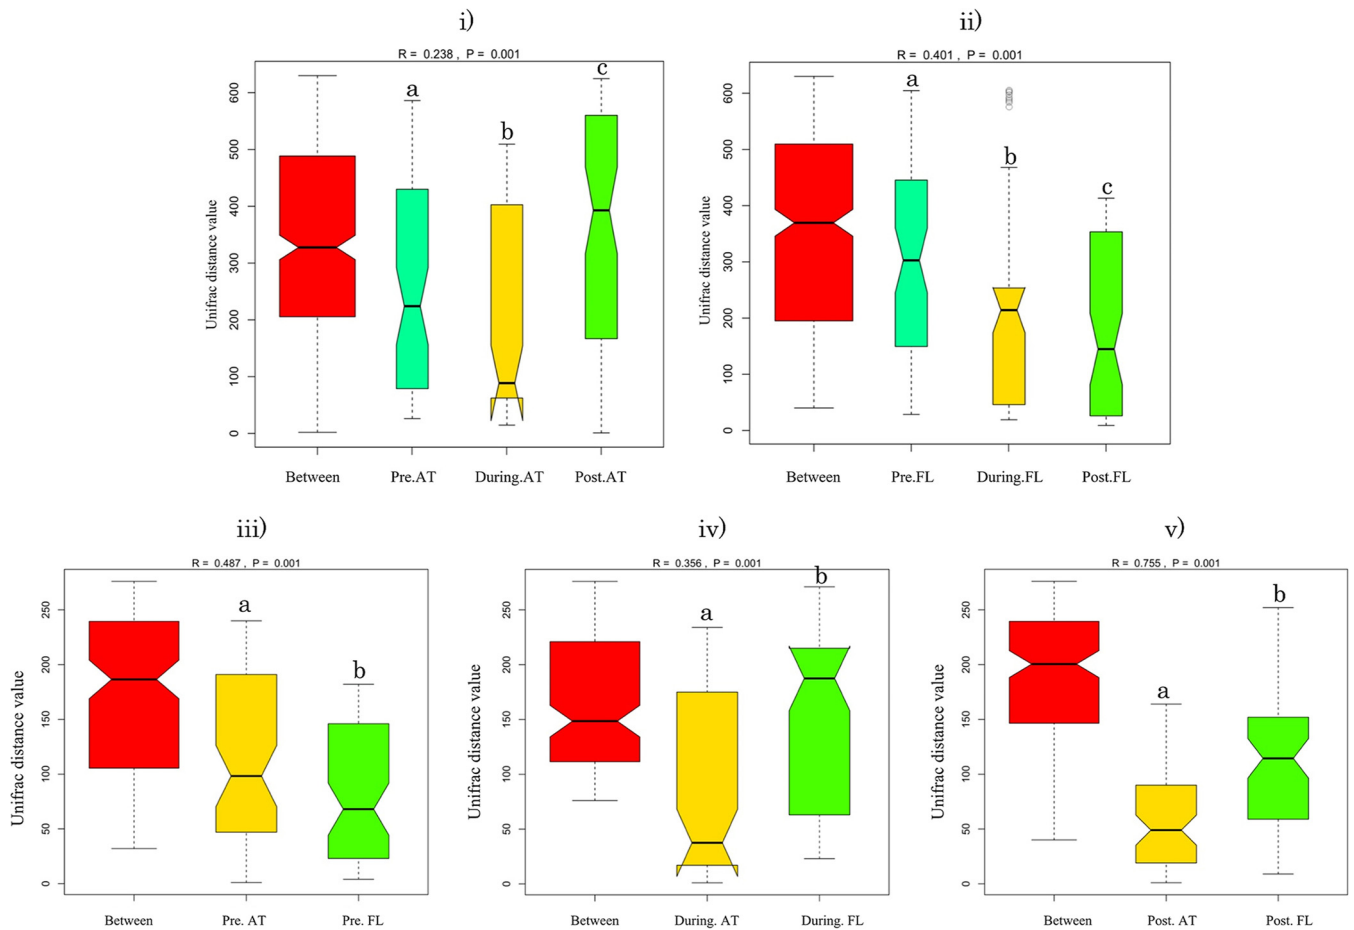 i)
R = 0.238 , P = 0.001
Unifrac distance value
600
500
400
300
200
100
0
a
b
c
Between Pre.AT During.AT Post.AT
ii)
R = 0.401 , P = 0.001
Unifrac distance value
600
500
400
300
200
100
0
a
b
c
Between Pre.FL During.FL Post.FL
iii)
R = 0.487 , P = 0.001
Unifrac distance value
250
200
150
100
50
0
a
b
Between Pre. AT Pre. FL
iv)
R = 0.356 , P = 0.001
Unifrac distance value
250
200
150
100
50
0
a
b
Between During. AT During. FL
v)
R = 0.755 , P = 0.001
Unifrac distance value
250
200
150
100
50
0
a
b
Between Post. AT Post. FL